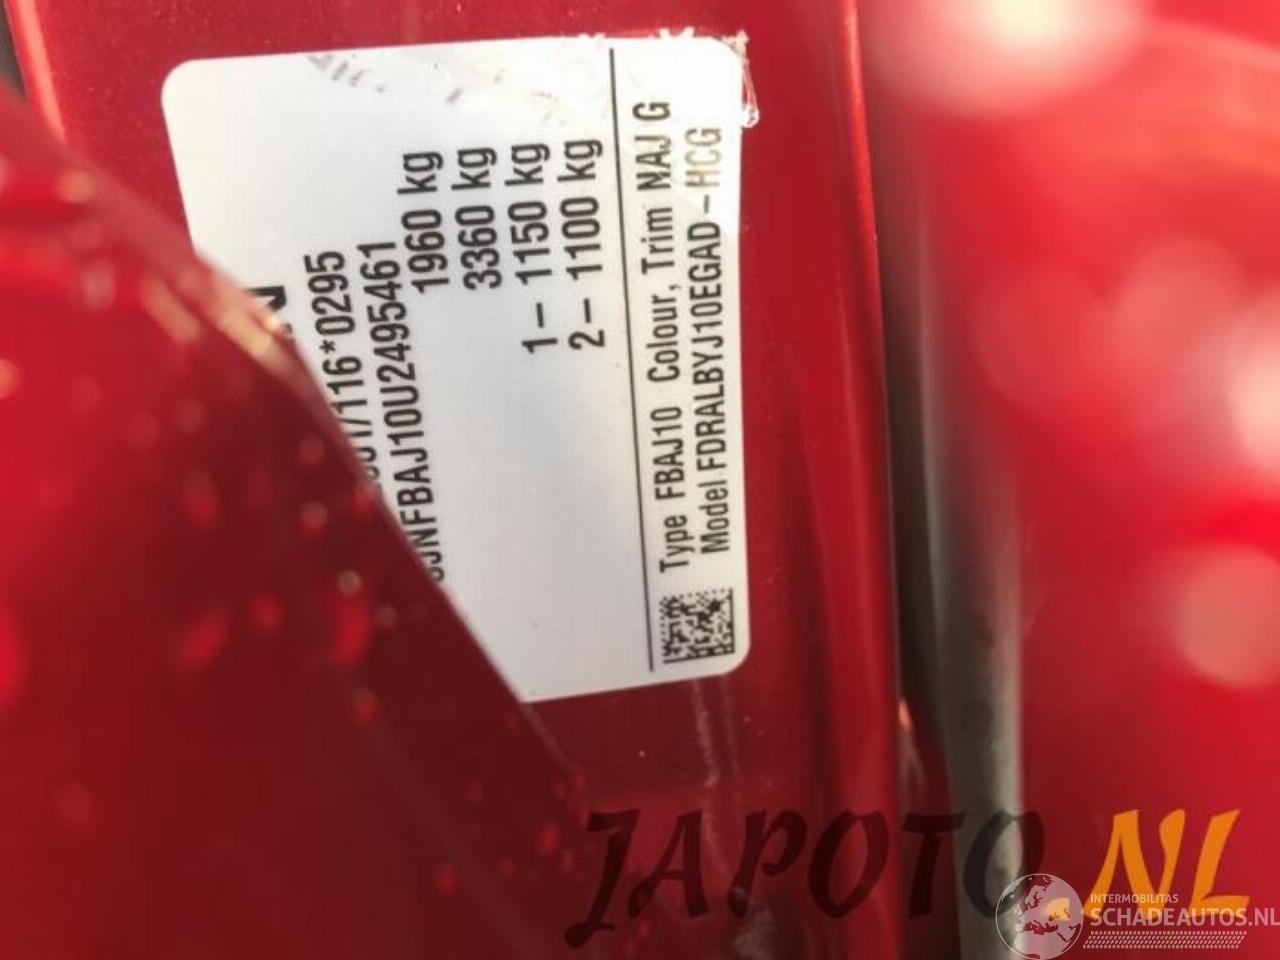 N
/116*0295
JNFBAJ10U2495461
1960 kg
3360 kg
1– 1150 kg
2– 1100 kg
Type FBAJ10 Colour, Trim NAJ G
Model FDRALBYJ10EGAD-HCG
JAPOTO.NL
INTERMOBILITAS
SCHADEAUTOS.NL